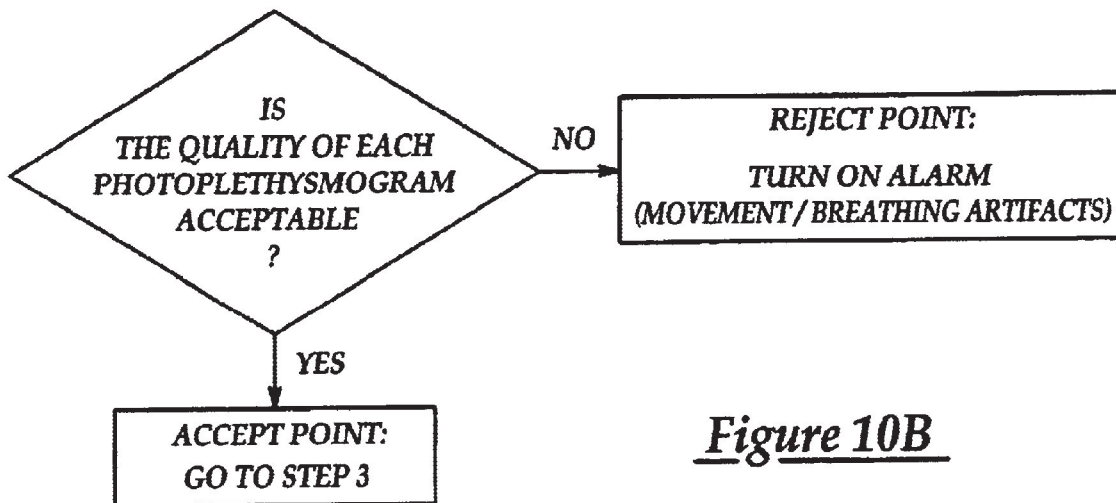 IS
THE QUALITY OF EACH
PHOTOPLETHYSMOGRAM
ACCEPTABLE
?
NO
REJECT POINT:
TURN ON ALARM
(MOVEMENT / BREATHING ARTIFACTS)
YES
ACCEPT POINT:
GO TO STEP 3
Figure 10B